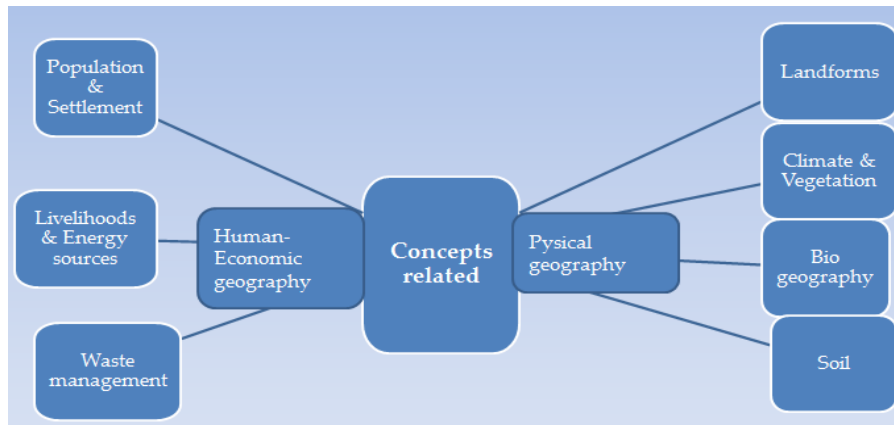 Population
&
Settlement
Livelihoods
& Energy
sources
Waste
management
Human-
Economic
geography
Concepts
related
Pysical
geography
Landforms
Climate &
Vegetation
Bio
geography
Soil